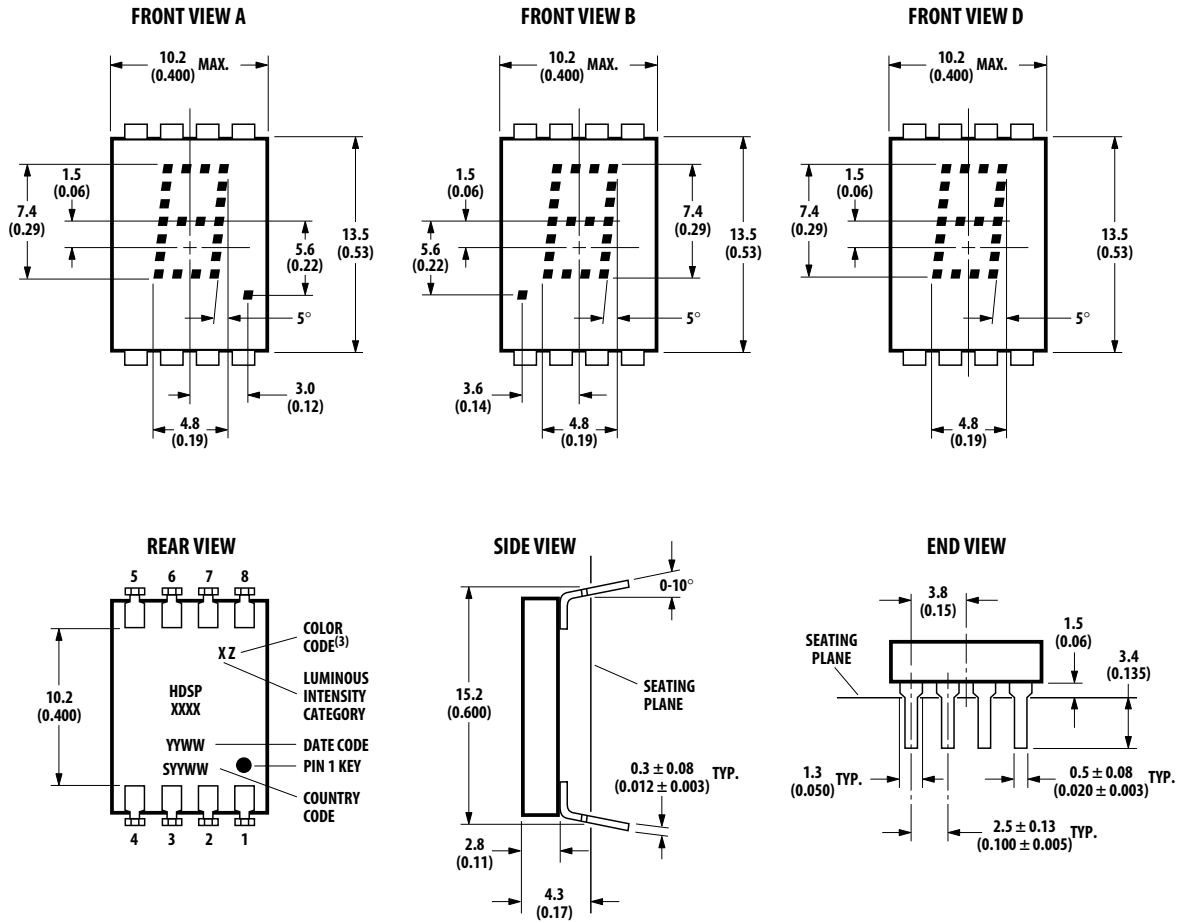 FRONT VIEW A
10.2
(0.400) MAX.
1.5
(0.06)
7.4
(0.29)
5.6
(0.22)
13.5
(0.53)
5°
3.0
(0.12)
4.8
(0.19)
FRONT VIEW B
10.2
(0.400) MAX.
1.5
(0.06)
5.6
(0.22)
7.4
(0.29)
13.5
(0.53)
5°
3.6
(0.14)
4.8
(0.19)
FRONT VIEW D
10.2
(0.400) MAX.
1.5
(0.06)
7.4
(0.29)
13.5
(0.53)
5°
4.8
(0.19)
REAR VIEW
5 6 7 8
X Z
COLOR
CODE(3)
LUMINOUS
INTENSITY
CATEGORY
10.2
(0.400)
HDSP
XXXX
YYWW
DATE CODE
SYYWW
PIN 1 KEY
COUNTRY
CODE
4 3 2 1
SIDE VIEW
0-10°
15.2
(0.600)
SEATING
PLANE
0.3 ± 0.08
(0.012 ± 0.003) TYP.
2.8
(0.11)
4.3
(0.17)
END VIEW
3.8
(0.15)
1.5
(0.06)
SEATING
PLANE
3.4
(0.135)
1.3
(0.050) TYP.
0.5 ± 0.08
(0.020 ± 0.003) TYP.
2.5 ± 0.13
(0.100 ± 0.005) TYP.